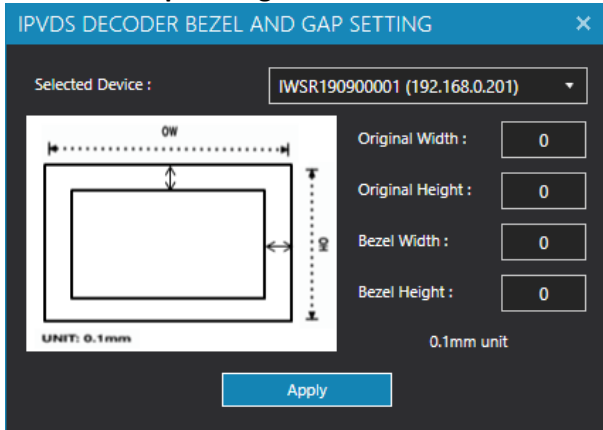 IPVDS DECODER BEZEL AND GAP SETTING ×
Selected Device : IWSR190900001 (192.168.0.201)
OW
OH
UNIT: 0.1mm
Original Width : 0
Original Height : 0
Bezel Width : 0
Bezel Height : 0
0.1mm unit
Apply